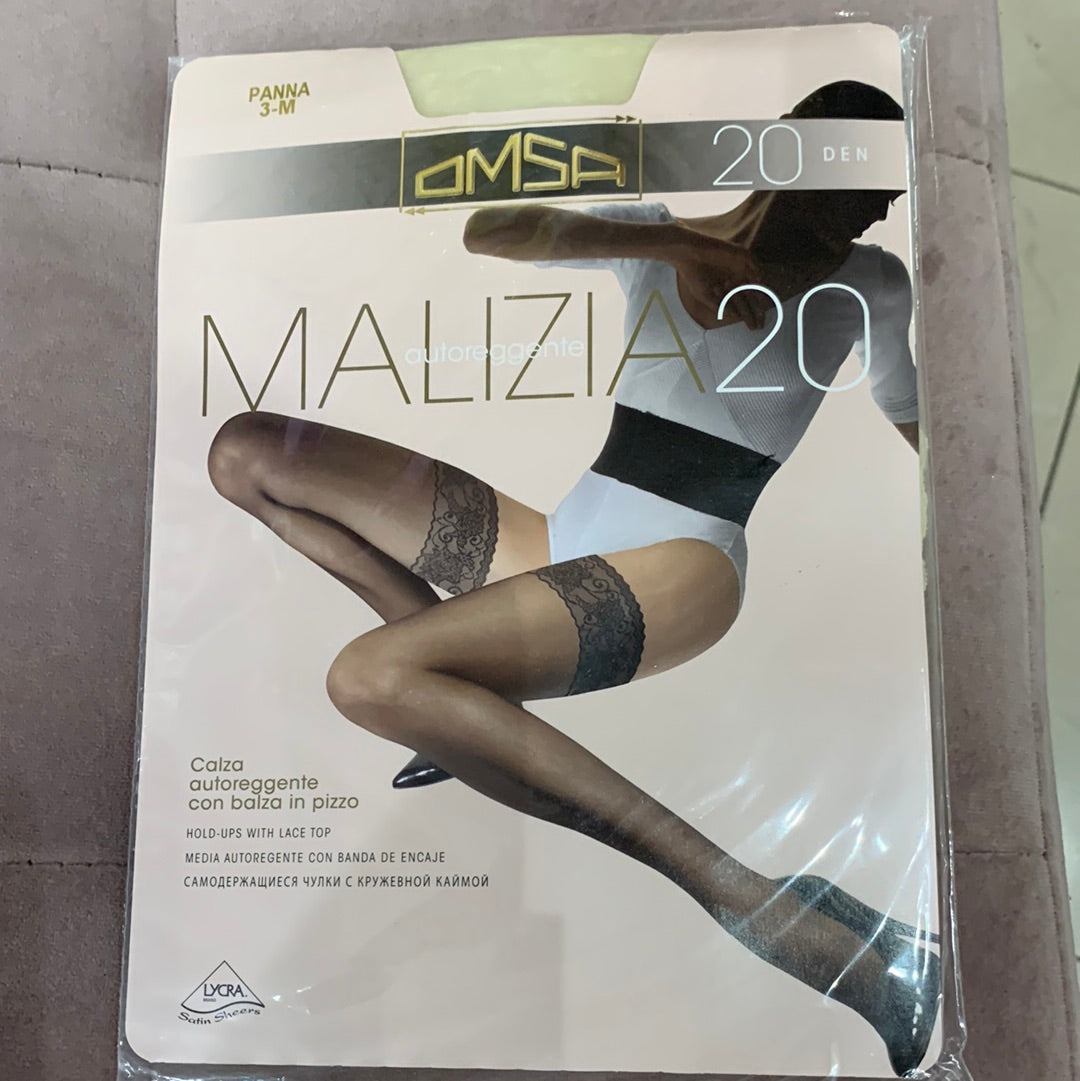 PANNA
3-M
OMSA
20 DEN
MALIZIA 20
autoreggente
Calza
autoreggente
con balza in pizzo
HOLD-UPS WITH LACE TOP
MEDIA AUTOREGENTE CON BANDA DE ENCAJE
САМОДЕРЖАЩИЕСЯ ЧУЛКИ С КРУЖЕВНОЙ КАЙМОЙ
LYCRA.
Satin Sheers